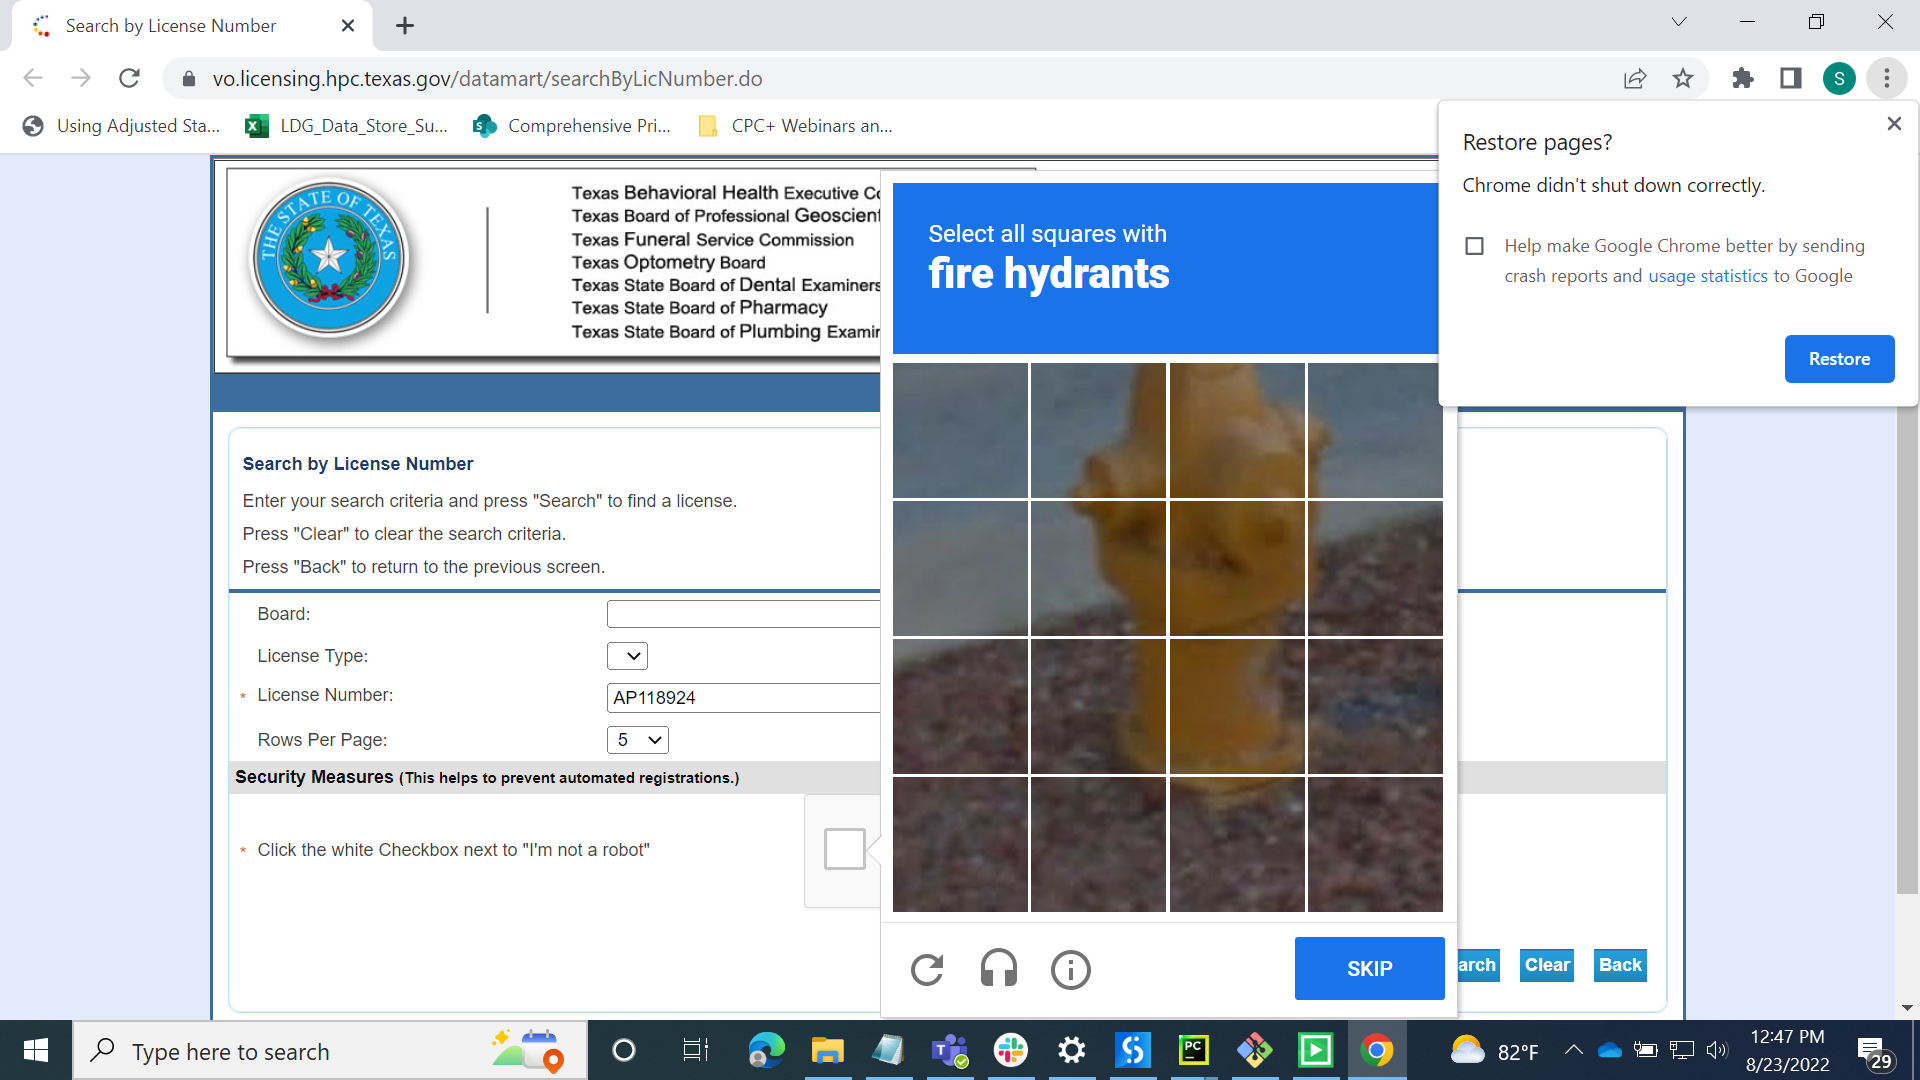 Search by License Number
vo.licensing.hpc.texas.gov/datamart/searchByLicNumber.do
S
Using Adjusted Sta...
LDG_Data_Store_Su...
Comprehensive Pri...
CPC+ Webinars an...
Restore pages?
Chrome didn't shut down correctly.
Help make Google Chrome better by sending
crash reports and usage statistics to Google
Restore
THE STATE OF TEXAS
Texas Behavioral Health Executive Co
Texas Board of Professional Geoscient
Texas Funeral Service Commission
Texas Optometry Board
Texas State Board of Dental Examiners
Texas State Board of Pharmacy
Texas State Board of Plumbing Examin
Select all squares with
fire hydrants
Search by License Number
Enter your search criteria and press "Search" to find a license.
Press "Clear" to clear the search criteria.
Press "Back" to return to the previous screen.
Board:
License Type:
* License Number:
AP118924
Rows Per Page:
5
Security Measures (This helps to prevent automated registrations.)
* Click the white Checkbox next to "I'm not a robot"
SKIP
arch
Clear
Back
Type here to search
PC
82°F
12:47 PM
8/23/2022
29